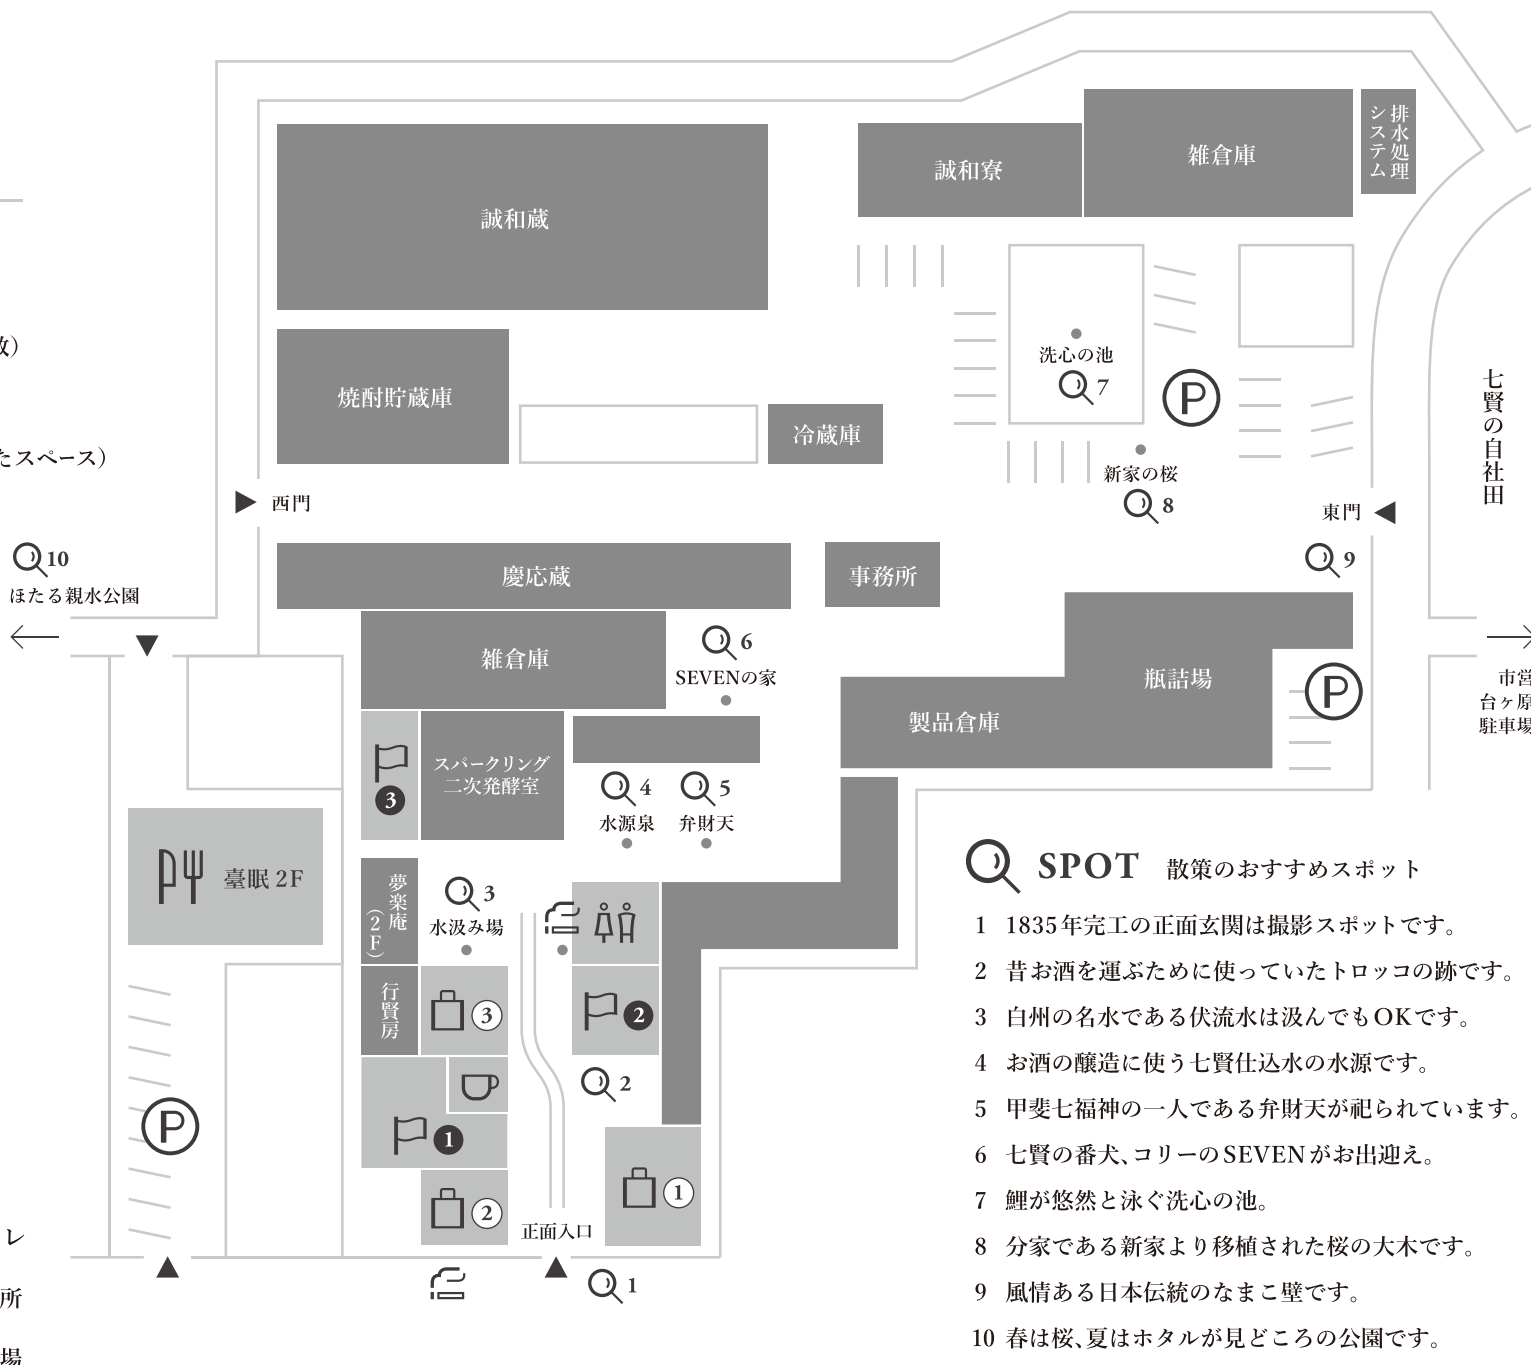 排水処理
システム
雑倉庫
誠和寮
誠和蔵
洗心の池
7
P
焼酎貯蔵庫
冷蔵庫
七賢の自社田
たスペース）
新家の桜
8
西門
東門
10
9
ほたる親水公園
慶応蔵
事務所
雑倉庫
6
SEVENの家
瓶詰場
市営
台ヶ原
駐車場
P
製品倉庫
3
スパークリング
二次発酵室
4
水源泉
5
弁財天
臺眠 2F
夢楽庵
（2F）
3
水汲み場
行賢房
3
2
2
P
1
1
2
正面入口
1
レ
所
場
SPOT 散策のおすすめスポット
1 1835年完工の正面玄関は撮影スポットです。
2 昔お酒を運ぶために使っていたトロッコの跡です。
3 白州の名水である伏流水は汲んでもOKです。
4 お酒の醸造に使う七賢仕込水の水源です。
5 甲斐七福神の一人である弁財天が祀られています。
6 七賢の番犬、コリーのSEVENがお出迎え。
7 鯉が悠然と泳ぐ洗心の池。
8 分家である新家より移植された桜の大木です。
9 風情ある日本伝統のなまこ壁です。
10 春は桜、夏はホタルが見どころの公園です。